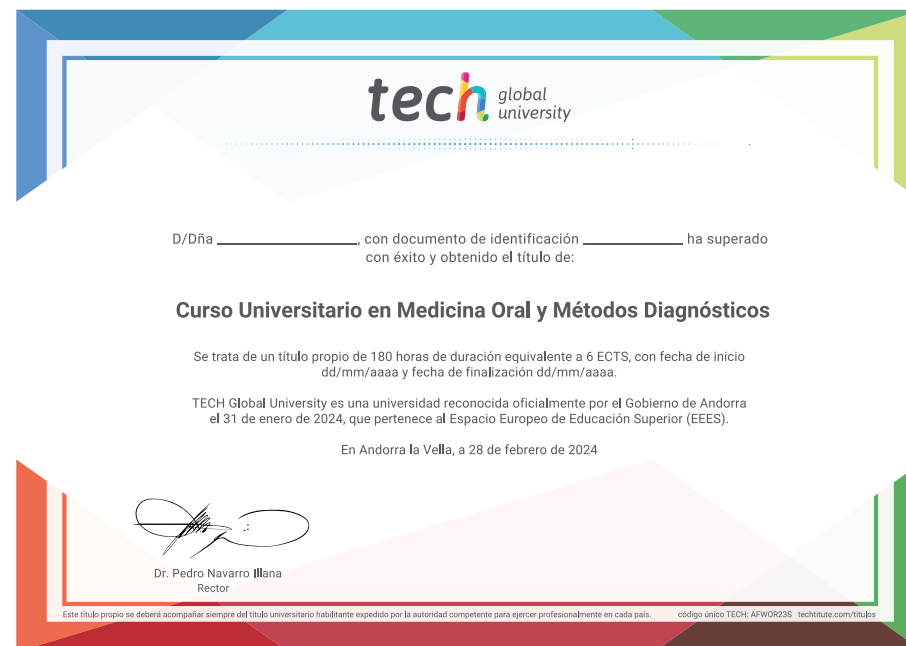 tech global university
D/Dña ____________________, con documento de identificación ______________ ha superado
con éxito y obtenido el título de:
Curso Universitario en Medicina Oral y Métodos Diagnósticos
Se trata de un título propio de 180 horas de duración equivalente a 6 ECTS, con fecha de inicio
dd/mm/aaaa y fecha de finalización dd/mm/aaaa.
TECH Global University es una universidad reconocida oficialmente por el Gobierno de Andorra
el 31 de enero de 2024, que pertenece al Espacio Europeo de Educación Superior (EEES).
En Andorra la Vella, a 28 de febrero de 2024
Dr. Pedro Navarro Illana
Rector
Este título propio se deberá acompañar siempre del título universitario habilitante expedido por la autoridad competente para ejercer profesionalmente en cada país. código único TECH: AFWOR23S techtitute.com/titulos